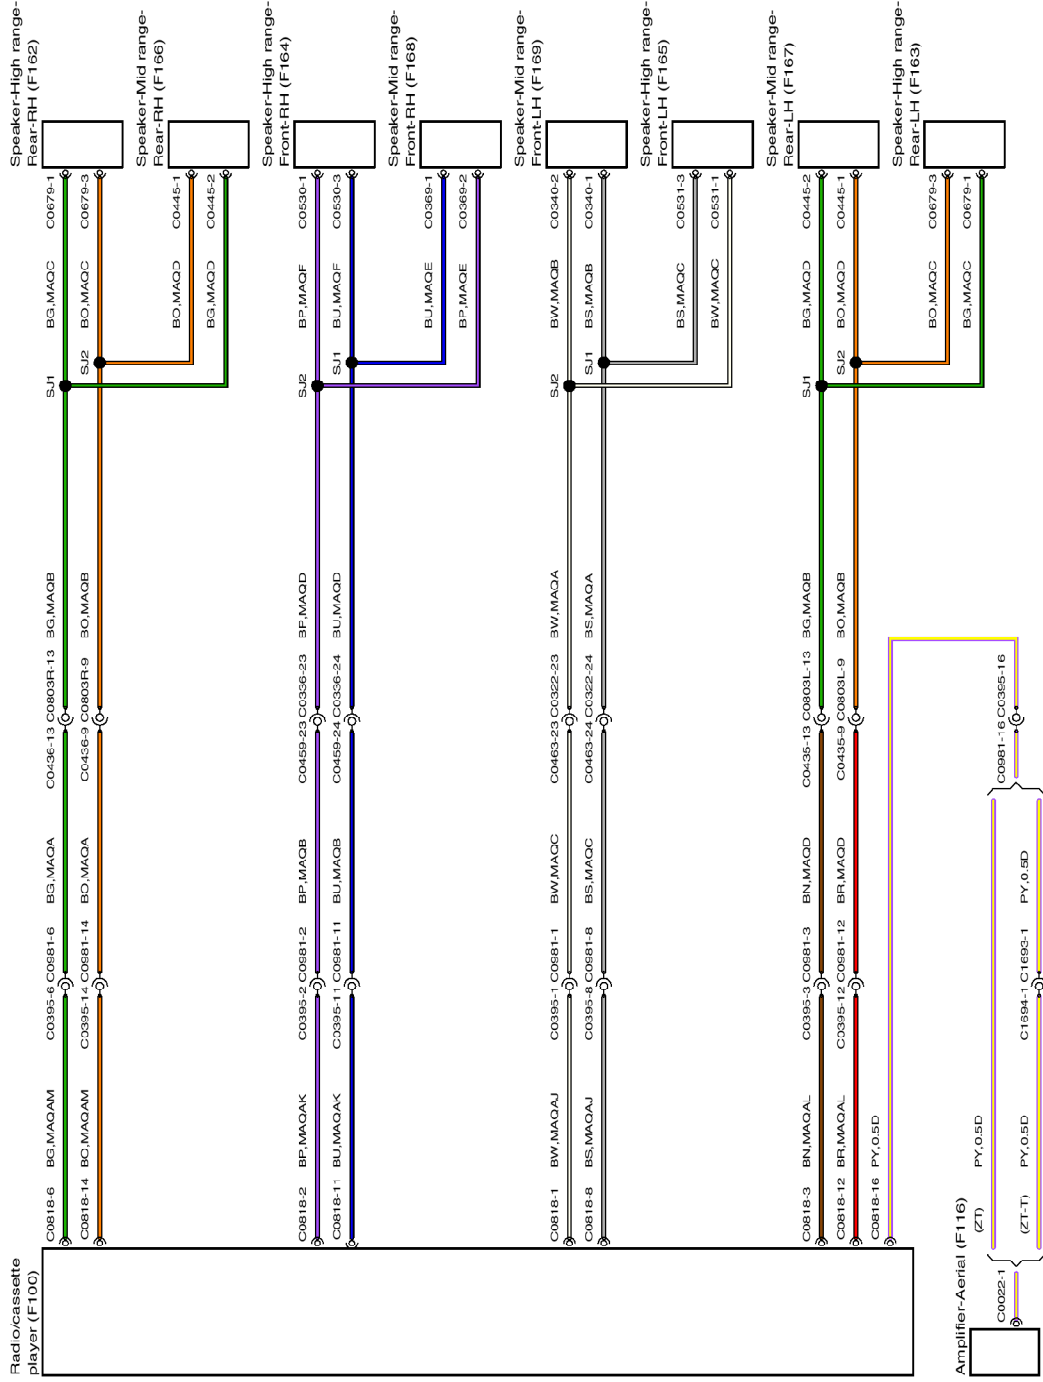 Speaker-High range-
Rear-RH (F162)
Speaker-Mid range-
Rear-RH (F166)
Speaker-High range-
Front-RH (F164)
Speaker-Mid range-
Front-RH (F168)
Speaker-Mid range-
Front-LH (F169)
Speaker-High range-
Front-LH (F165)
Speaker-Mid range-
Rear-LH (F167)
Speaker-High range-
Rear-LH (F163)
C0679-1
C0679-3
C0445-1
C0445-2
C0530-1
C0530-3
C0369-1
C0369-2
C0340-2
C0340-1
C0531-3
C0531-1
C0445-2
C0445-1
C0679-3
C0679-1
BG,MAQC
BO,MAQC
BO,MAQD
BG,MAQD
BP,MAQF
BU,MAQF
BU,MAQE
BP,MAQE
BW,MAQB
BS,MAQB
BS,MAQC
BW,MAQC
BG,MAQD
BO,MAQD
BO,MAQC
BG,MAQC
SJ1
SJ2
SJ2
SJ1
SJ2
SJ1
SJ1
SJ2
BG,MAQB
BO,MAQB
BP,MAQD
BU,MAQD
BW,MAQA
BS,MAQA
BG,MAQB
BO,MAQB
C0803R-13
C0803R-9
C0336-23
C0336-24
C0322-23
C0322-24
C0803L-13
C0803L-9
C0395-16
C0436-13
C0436-9
C0459-23
C0459-24
C0463-23
C0463-24
C0435-13
C0435-9
C0981-16
BG,MAQA
BO,MAQA
BP,MAQB
BU,MAQB
BW,MAQC
BS,MAQC
BN,MAQD
BR,MAQD
PY,0.5D
C0981-6
C0981-14
C0981-2
C0981-11
C0981-1
C0981-8
C0981-3
C0981-12
C1693-1
C0395-6
C0395-14
C0395-2
C0395-11
C0395-1
C0395-8
C0395-3
C0395-12
C1694-1
BG,MAQAM
BO,MAQAM
BP,MAQAK
BU,MAQAK
BW,MAQAJ
BS,MAQAJ
BN,MAQAL
BR,MAQAL
PY,0.5D
PY,0.5D
PY,0.5D
C0818-6
C0818-14
C0818-2
C0818-11
C0818-1
C0818-8
C0818-3
C0818-12
C0818-16
(ZT)
(ZT-T)
C0022-1
Radio/cassette
player (F100)
Amplifier-Aerial (F116)